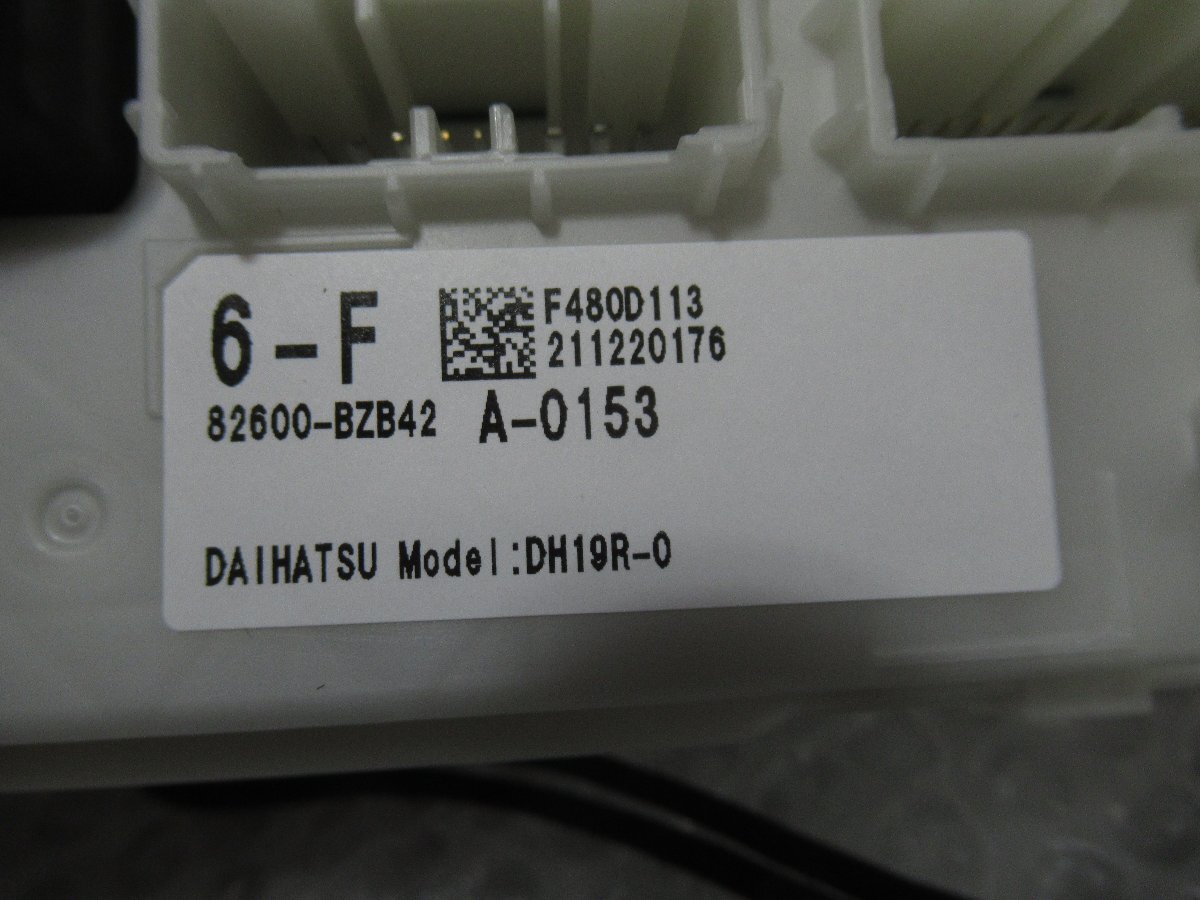 6-F
F480D113
211220176
82600-BZB42 A-0153
DAIHATSU Model:DH19R-0